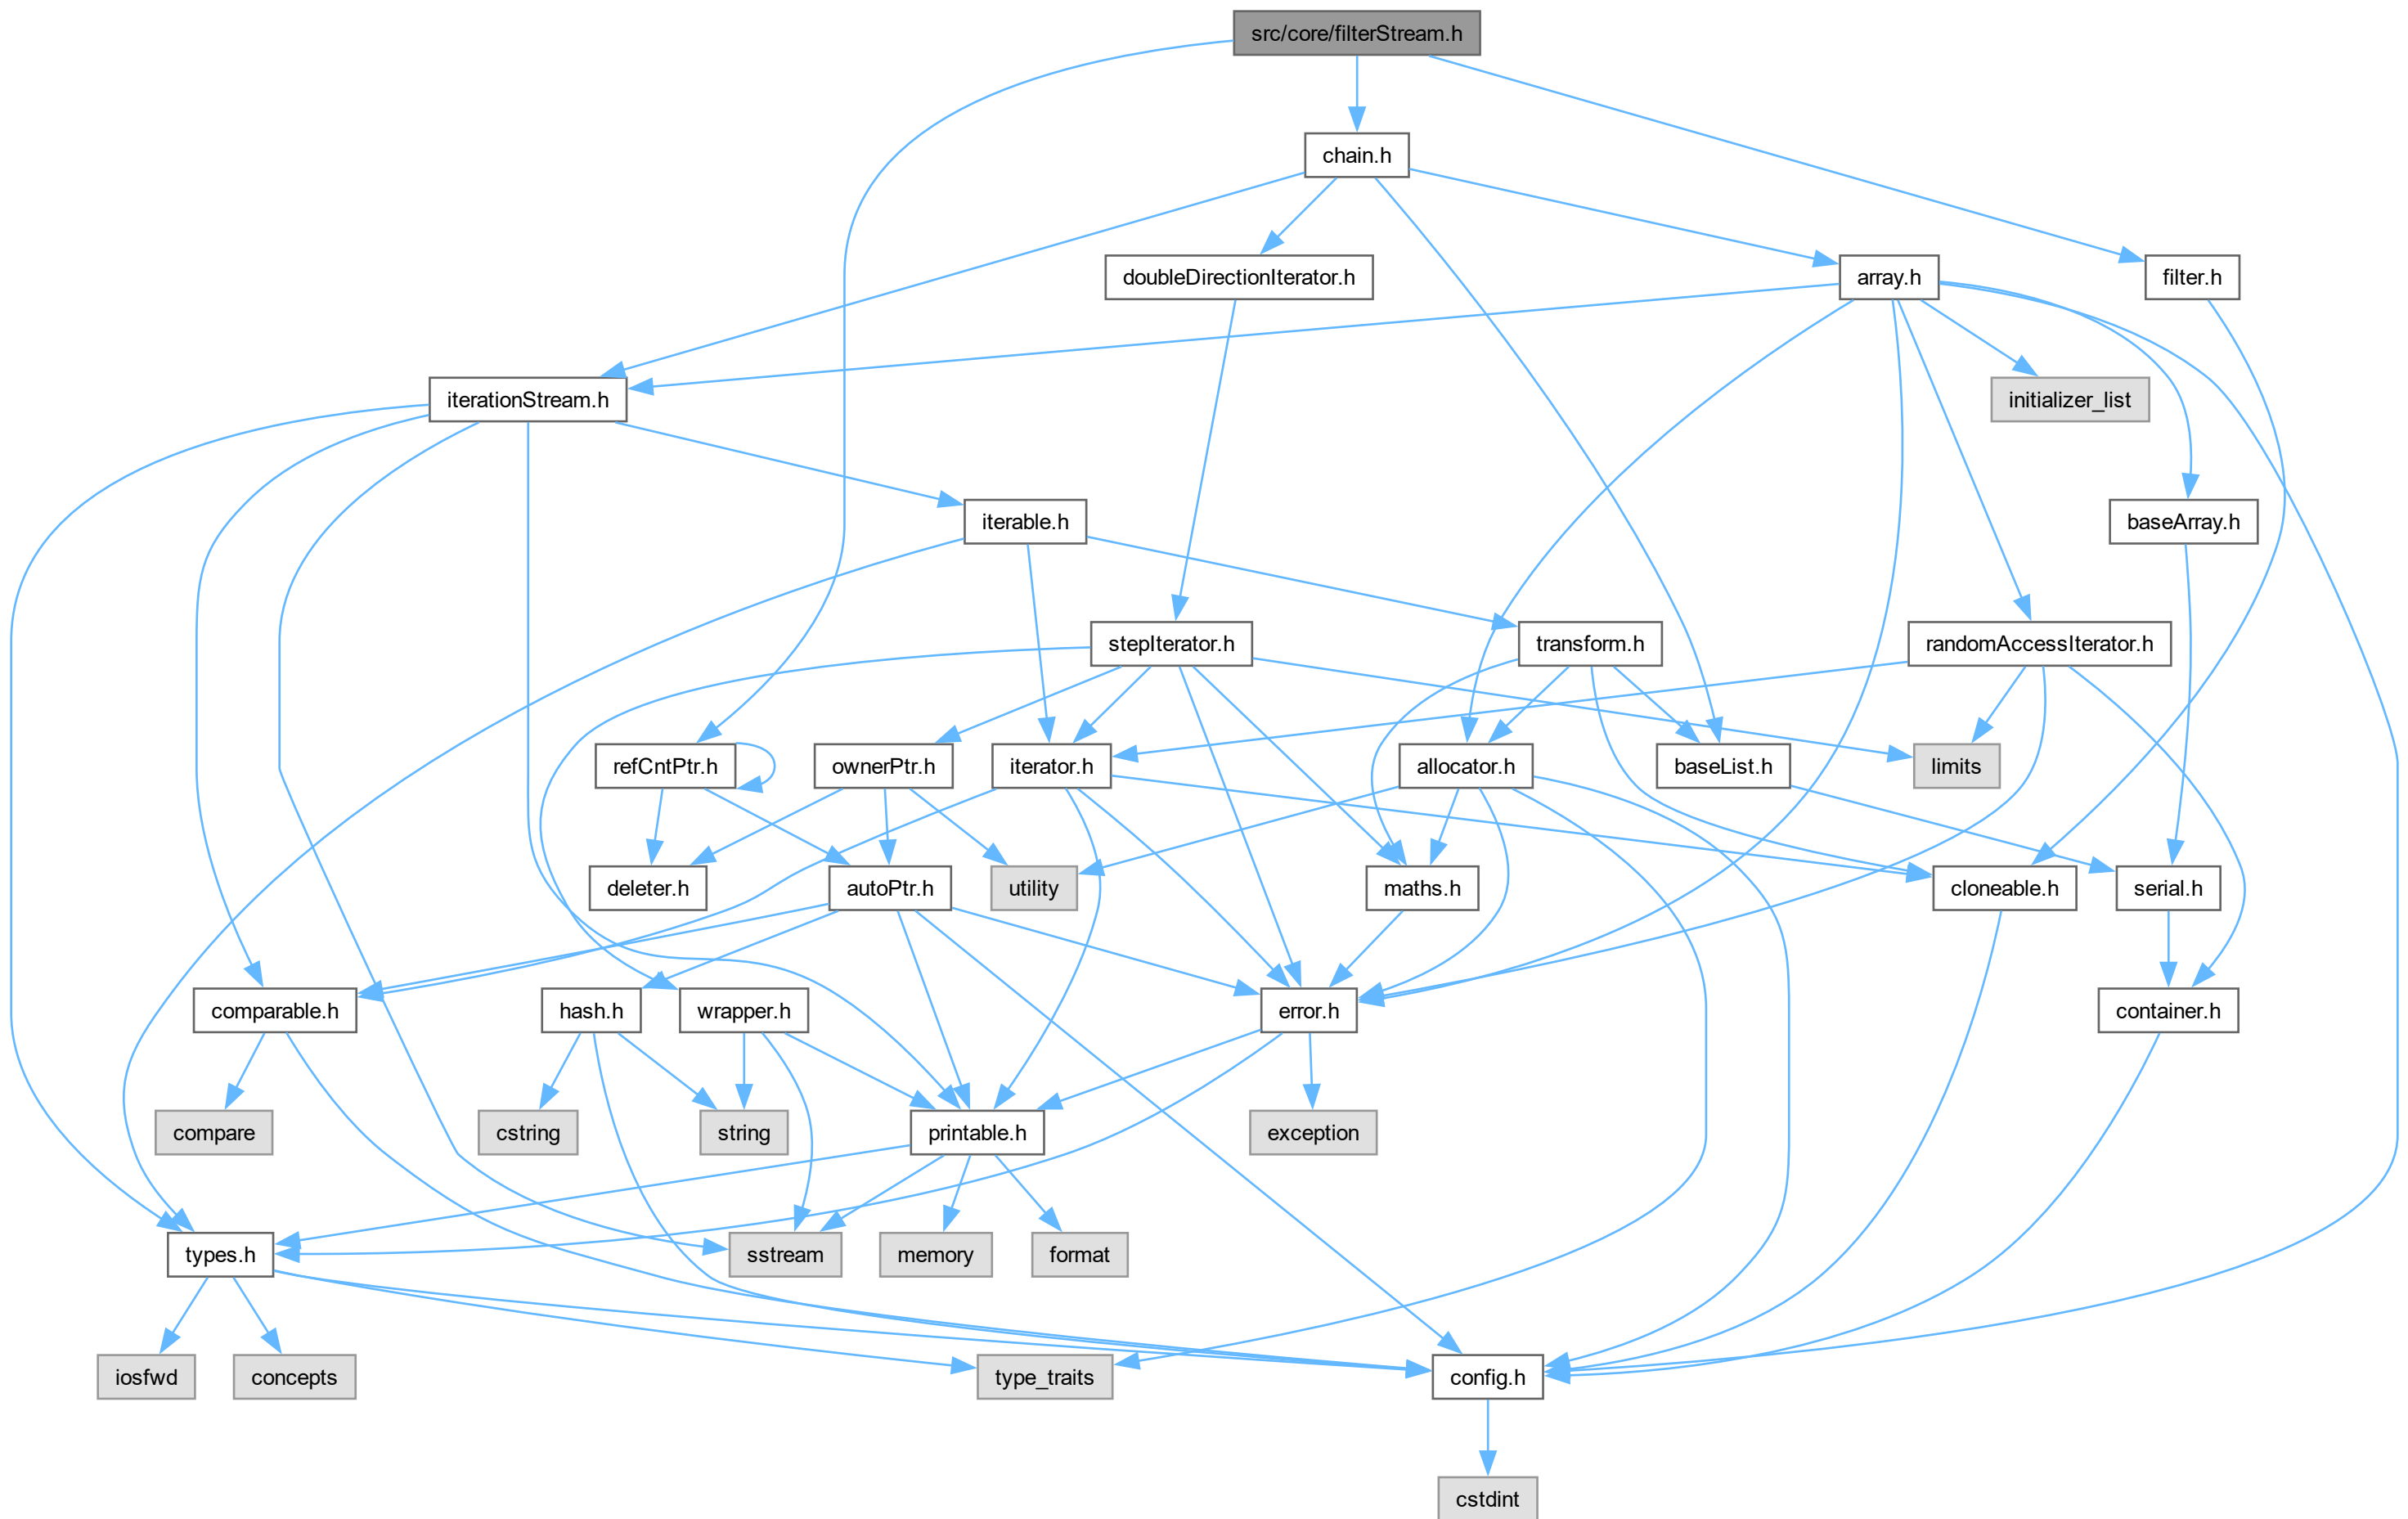 src/core/filterStream.h
chain.h
doubleDirectionIterator.h
array.h
filter.h
iterationStream.h
initializer_list
iterable.h
baseArray.h
stepIterator.h
transform.h
randomAccessIterator.h
refCntPtr.h
ownerPtr.h
iterator.h
allocator.h
baseList.h
limits
deleter.h
autoPtr.h
utility
maths.h
cloneable.h
serial.h
comparable.h
hash.h
wrapper.h
error.h
container.h
compare
cstring
string
printable.h
exception
types.h
sstream
memory
format
iosfwd
concepts
type_traits
config.h
cstdint